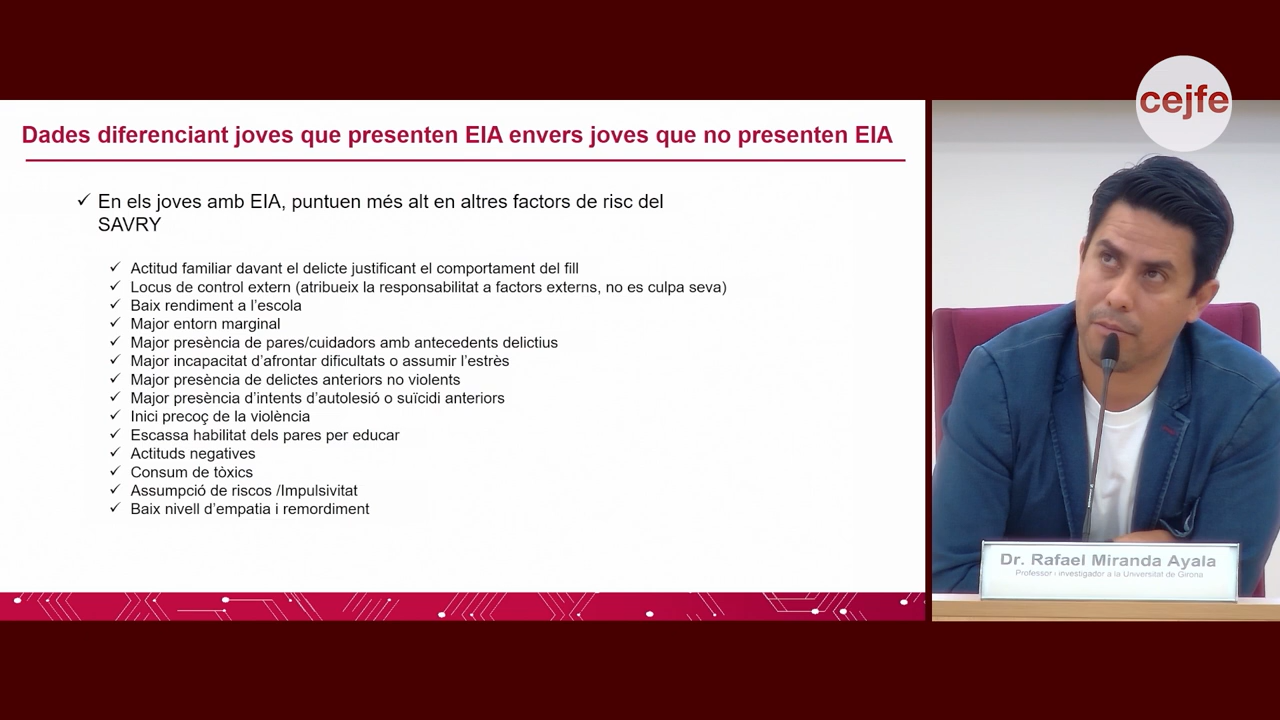 cejfe
Dades diferenciant joves que presenten EIA envers joves que no presenten EIA
✓ En els joves amb EIA, puntuen més alt en altres factors de risc del
SAVRY
✓ Actitud familiar davant el delicte justificant el comportament del fill
✓ Locus de control extern (atribueix la responsabilitat a factors externs, no es culpa seva)
✓ Baix rendiment a l’escola
✓ Major entorn marginal
✓ Major presència de pares/cuidadors amb antecedents delictius
✓ Major incapacitat d’afrontar dificultats o assumir l’estrès
✓ Major presència de delictes anteriors no violents
✓ Major presència d’intents d’autolesió o suïcidi anteriors
✓ Inici precoç de la violència
✓ Escassa habilitat dels pares per educar
✓ Actituds negatives
✓ Consum de tòxics
✓ Assumpció de riscos /Impulsivitat
✓ Baix nivell d’empatia i remordiment
Dr. Rafael Miranda Ayala
Professor i investigador a la Universitat de Girona